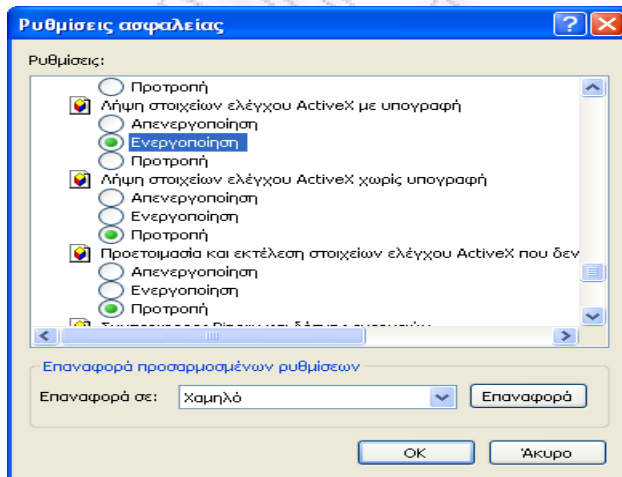 Ρυθμίσεις ασφαλείας
Ρυθμίσεις:
Προτροπή
Λήψη στοιχείων ελέγχου ActiveX με υπογραφή
Απενεργοποίηση
Ενεργοποίηση
Προτροπή
Λήψη στοιχείων ελέγχου ActiveX χωρίς υπογραφή
Απενεργοποίηση
Ενεργοποίηση
Προτροπή
Προετοιμασία και εκτέλεση στοιχείων ελέγχου ActiveX που δεν
Απενεργοποίηση
Ενεργοποίηση
Προτροπή
Επαναφορά προσαρμοσμένων ρυθμίσεων
Επαναφορά σε: Χαμηλό Επαναφορά
OK Άκυρο